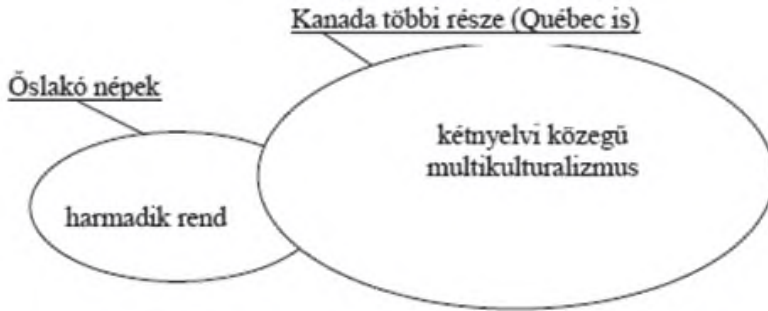 Kanada többi része (Québec is)
Őslakó népek
kétnyelvi közegű
multikulturalizmus
harmadik rend